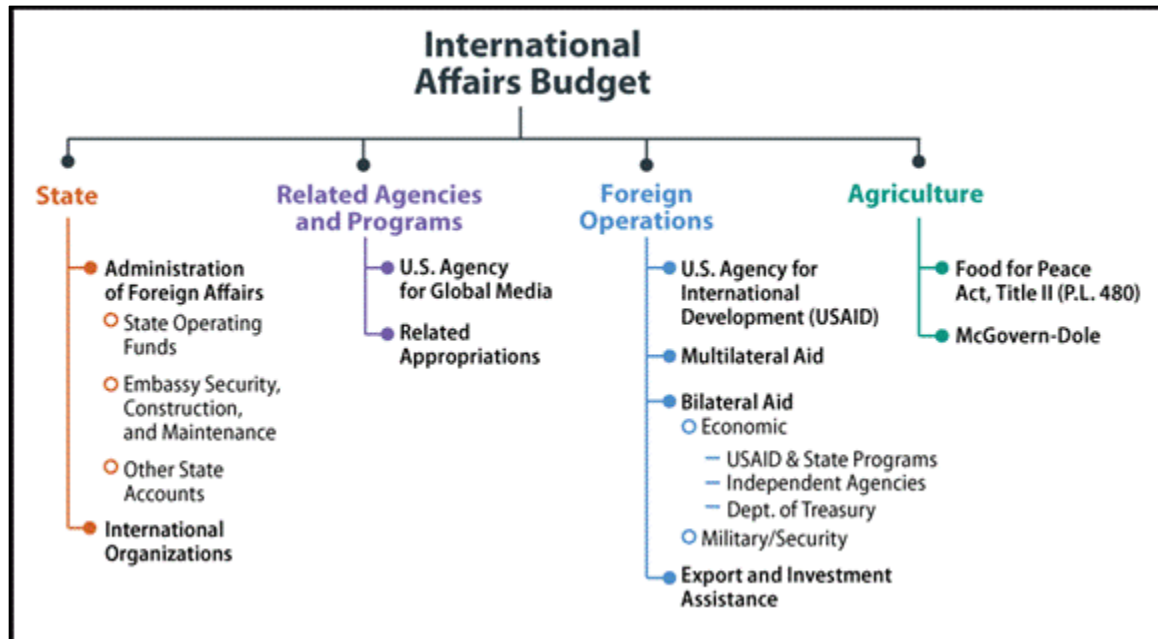 International
Affairs Budget
State
Administration
of Foreign Affairs
State Operating
Funds
Embassy Security,
Construction,
and Maintenance
Other State
Accounts
International
Organizations
Related Agencies
and Programs
U.S. Agency
for Global Media
Related
Appropriations
Foreign
Operations
U.S. Agency for
International
Development (USAID)
Multilateral Aid
Bilateral Aid
Economic
– USAID & State Programs
– Independent Agencies
– Dept. of Treasury
Military/Security
Export and Investment
Assistance
Agriculture
Food for Peace
Act, Title II (P.L. 480)
McGovern-Dole